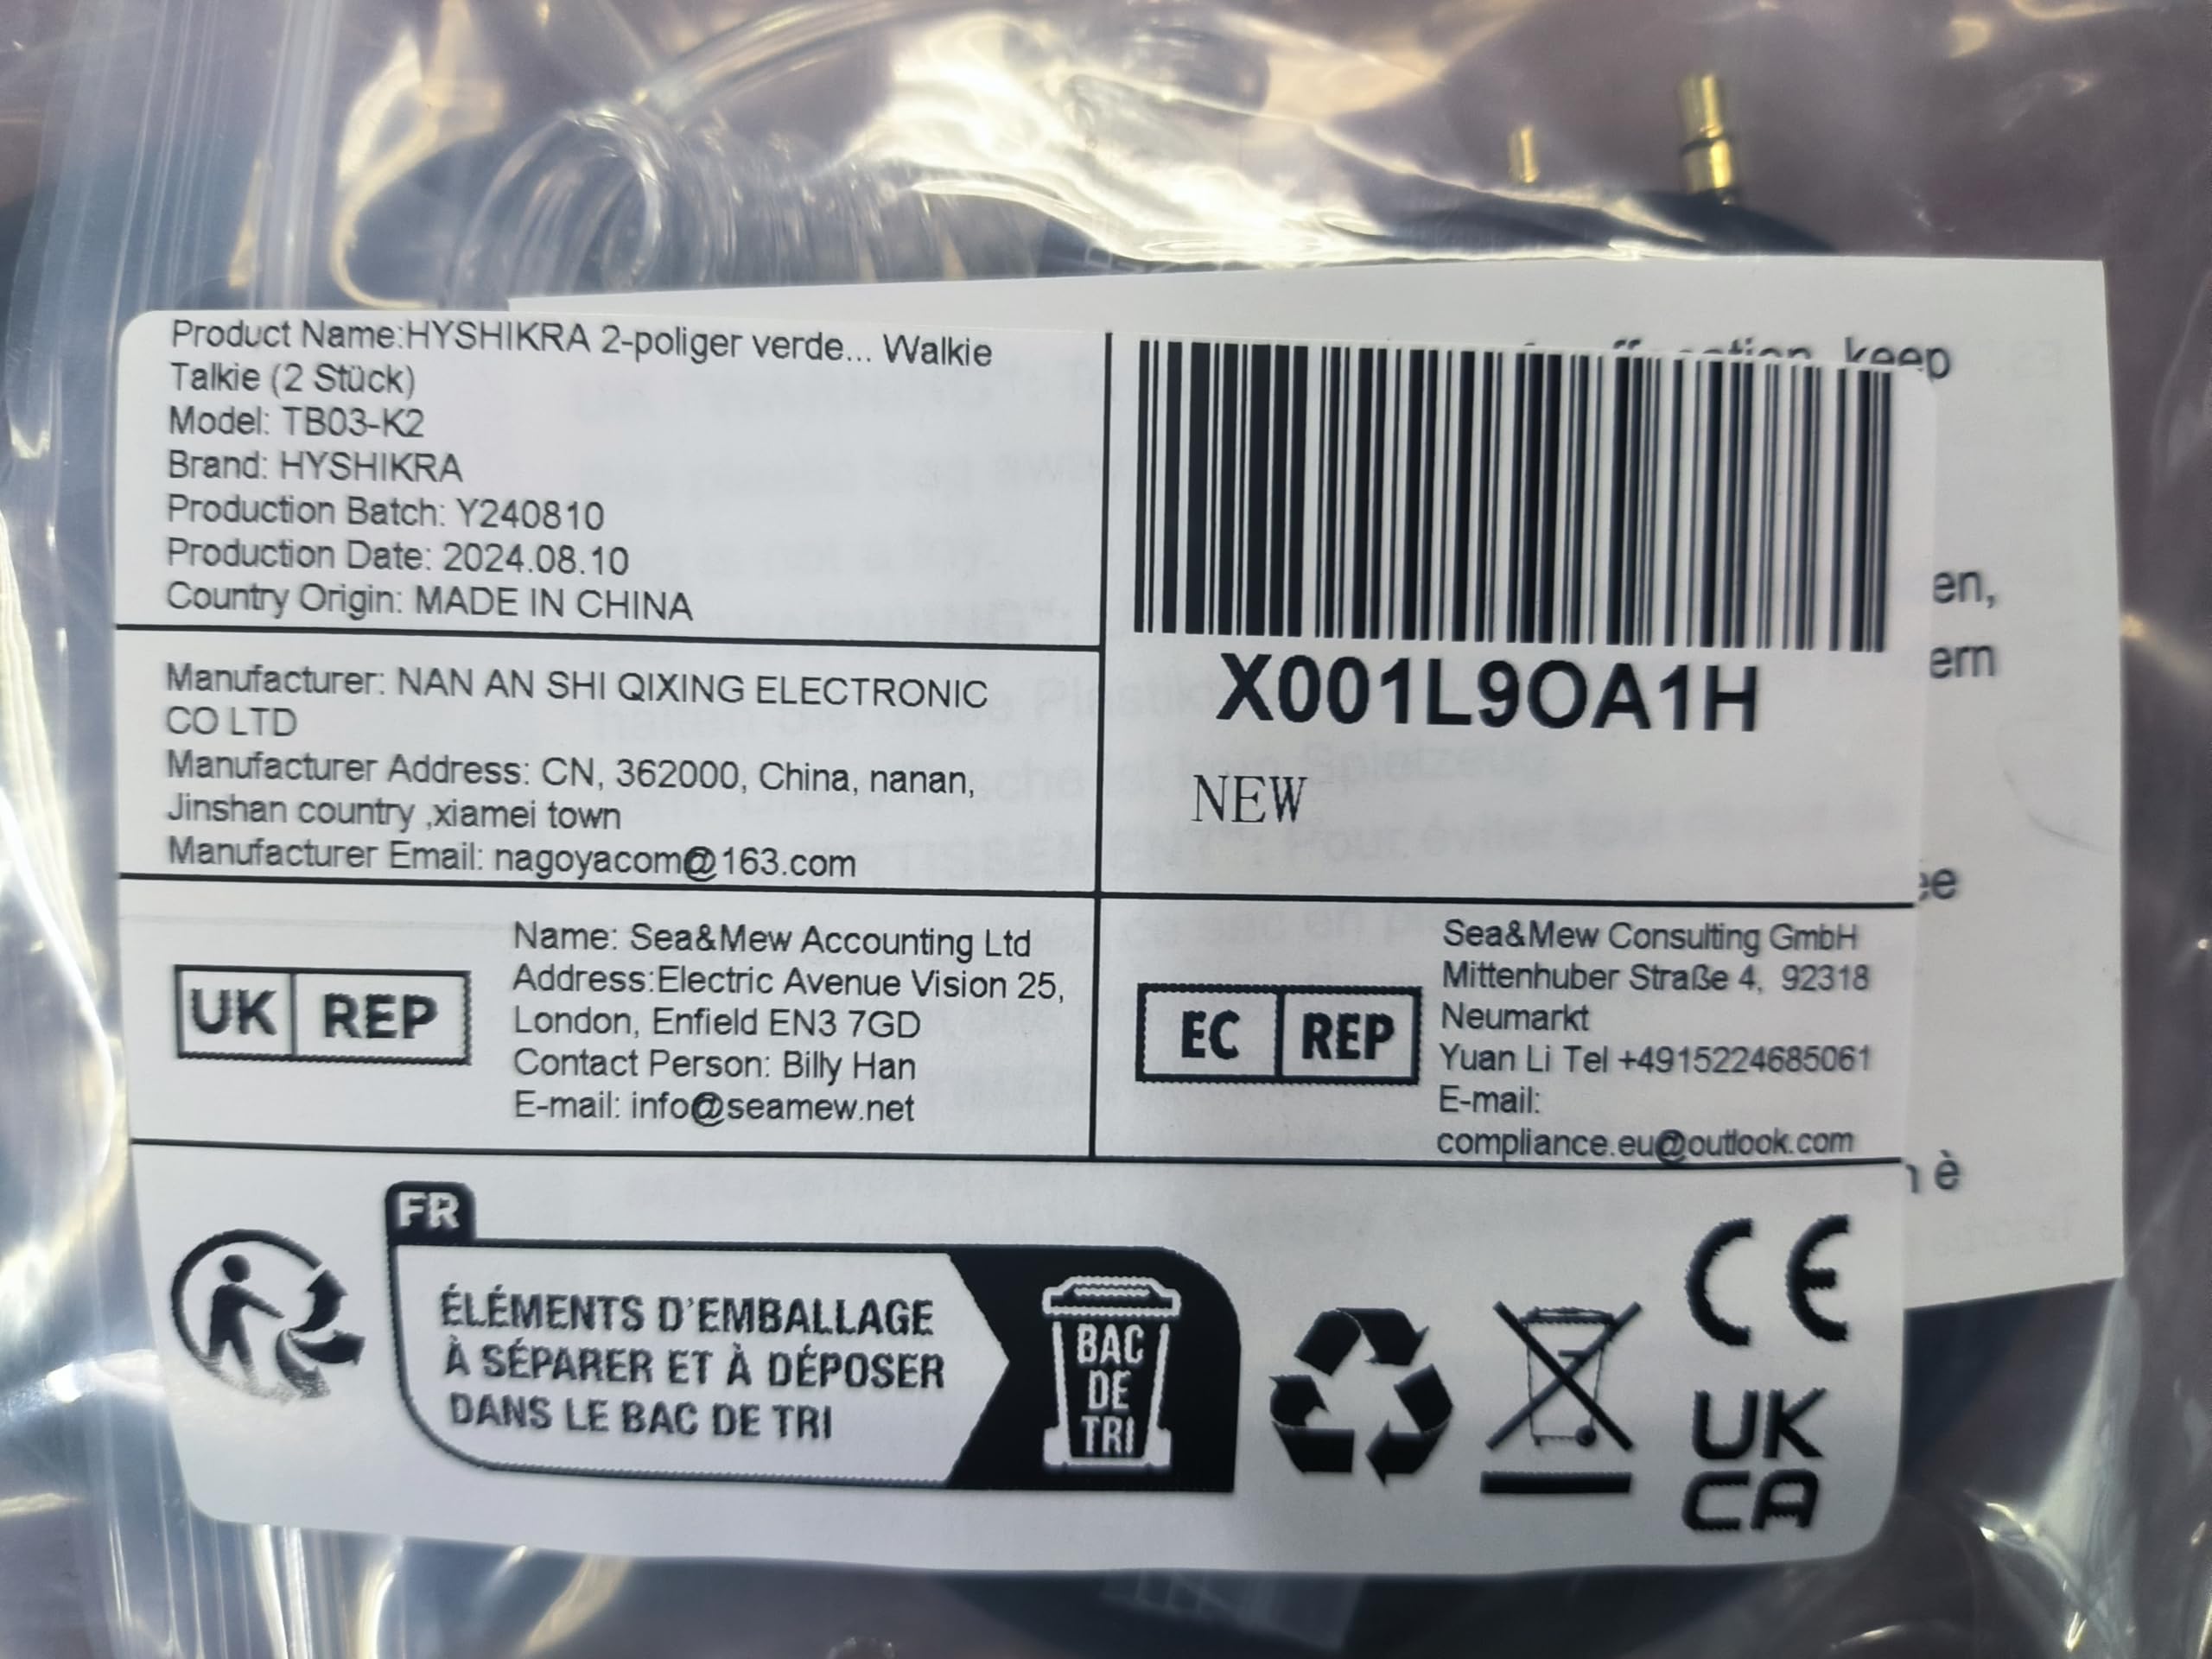 Product Name:HYSHIKRA 2-poliger verde... Walkie
Talkie (2 Stück)
Model: TB03-K2
Brand: HYSHIKRA
Production Batch: Y240810
Production Date: 2024.08.10
Country Origin: MADE IN CHINA
Manufacturer: NAN AN SHI QIXING ELECTRONIC
CO LTD
Manufacturer Address: CN, 362000, China, nanan,
Jinshan country ,xiamei town
Manufacturer Email: nagoyacom@163.com
X001L9OA1H
NEW
UK REP
Name: Sea&Mew Accounting Ltd
Address:Electric Avenue Vision 25,
London, Enfield EN3 7GD
Contact Person: Billy Han
E-mail: info@seamew.net
EC REP
Sea&Mew Consulting GmbH
Mittenhuber Straße 4, 92318
Neumarkt
Yuan Li Tel +4915224685061
E-mail:
compliance.eu@outlook.com
FR
ÉLÉMENTS D'EMBALLAGE
À SÉPARER ET À DÉPOSER
DANS LE BAC DE TRI
BAC
DE
TRI
CE
UK
CA
keep
en,
ern
è